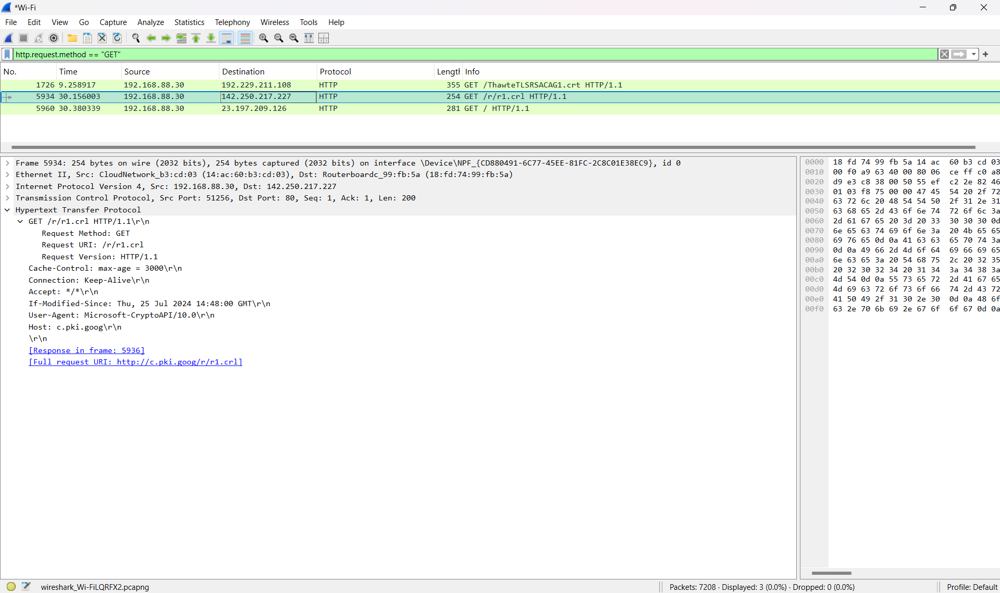 *Wi-Fi
File Edit View Go Capture Analyze Statistics Telephony Wireless Tools Help
http.request.method == "GET"
No. Time Source Destination Protocol Length Info
1726 9.258917 192.168.88.30 192.229.211.108 HTTP 355 GET /ThawteTLSRSACAG1.crt HTTP/1.1
5934 30.156003 192.168.88.30 142.250.217.227 HTTP 254 GET /r/r1.crl HTTP/1.1
5960 30.380339 192.168.88.30 23.197.209.126 HTTP 281 GET / HTTP/1.1
Frame 5934: 254 bytes on wire (2032 bits), 254 bytes captured (2032 bits) on interface \Device\NPF_{CD880491-6C77-45EE-81FC-2C8C01E38EC9}, id 0
Ethernet II, Src: CloudNetwork_b3:cd:03 (14:ac:60:b3:cd:03), Dst: Routerboardc_99:fb:5a (18:fd:74:99:fb:5a)
Internet Protocol Version 4, Src: 192.168.88.30, Dst: 142.250.217.227
Transmission Control Protocol, Src Port: 51256, Dst Port: 80, Seq: 1, Ack: 1, Len: 200
Hypertext Transfer Protocol
GET /r/r1.crl HTTP/1.1\r\n
Request Method: GET
Request URI: /r/r1.crl
Request Version: HTTP/1.1
Cache-Control: max-age = 3000\r\n
Connection: Keep-Alive\r\n
Accept: */*\r\n
If-Modified-Since: Thu, 25 Jul 2024 14:48:00 GMT\r\n
User-Agent: Microsoft-CryptoAPI/10.0\r\n
Host: c.pki.goog\r\n
\r\n
[Response in frame: 5936]
[Full request URI: http://c.pki.goog/r/r1.crl]
0000 18 fd 74 99 fb 5a 14 ac 60 b3 cd 03
0010 00 f0 a9 63 40 00 80 06 ce ff c0 a8
0020 d9 e3 c8 38 00 50 55 ef c2 2e 82 46
0030 01 03 f8 75 00 00 47 45 54 20 2f 72
0040 63 72 6c 20 48 54 54 50 2f 31 2e 31
0050 63 68 65 2d 43 6f 6e 74 72 6f 6c 3a
0060 2d 61 67 65 20 3d 20 33 30 30 30 0d
0070 6e 65 63 74 69 6f 6e 3a 20 4b 65 65
0080 69 76 65 0d 0a 41 63 63 65 70 74 3a
0090 0d 0a 49 66 2d 4d 6f 64 69 66 69 65
00a0 6e 63 65 3a 20 54 68 75 2c 20 32 35
00b0 20 32 30 32 34 20 31 34 3a 34 38 3a
00c0 4d 54 0d 0a 55 73 65 72 2d 41 67 65
00d0 4d 69 63 72 6f 73 6f 66 74 2d 43 72
00e0 41 50 49 2f 31 30 2e 30 0d 0a 48 6f
00f0 63 2e 70 6b 69 2e 67 6f 6f 67 0d 0a
wireshark_Wi-FiLQRFX2.pcapng
Packets: 7208 · Displayed: 3 (0.0%) · Dropped: 0 (0.0%)
Profile: Default